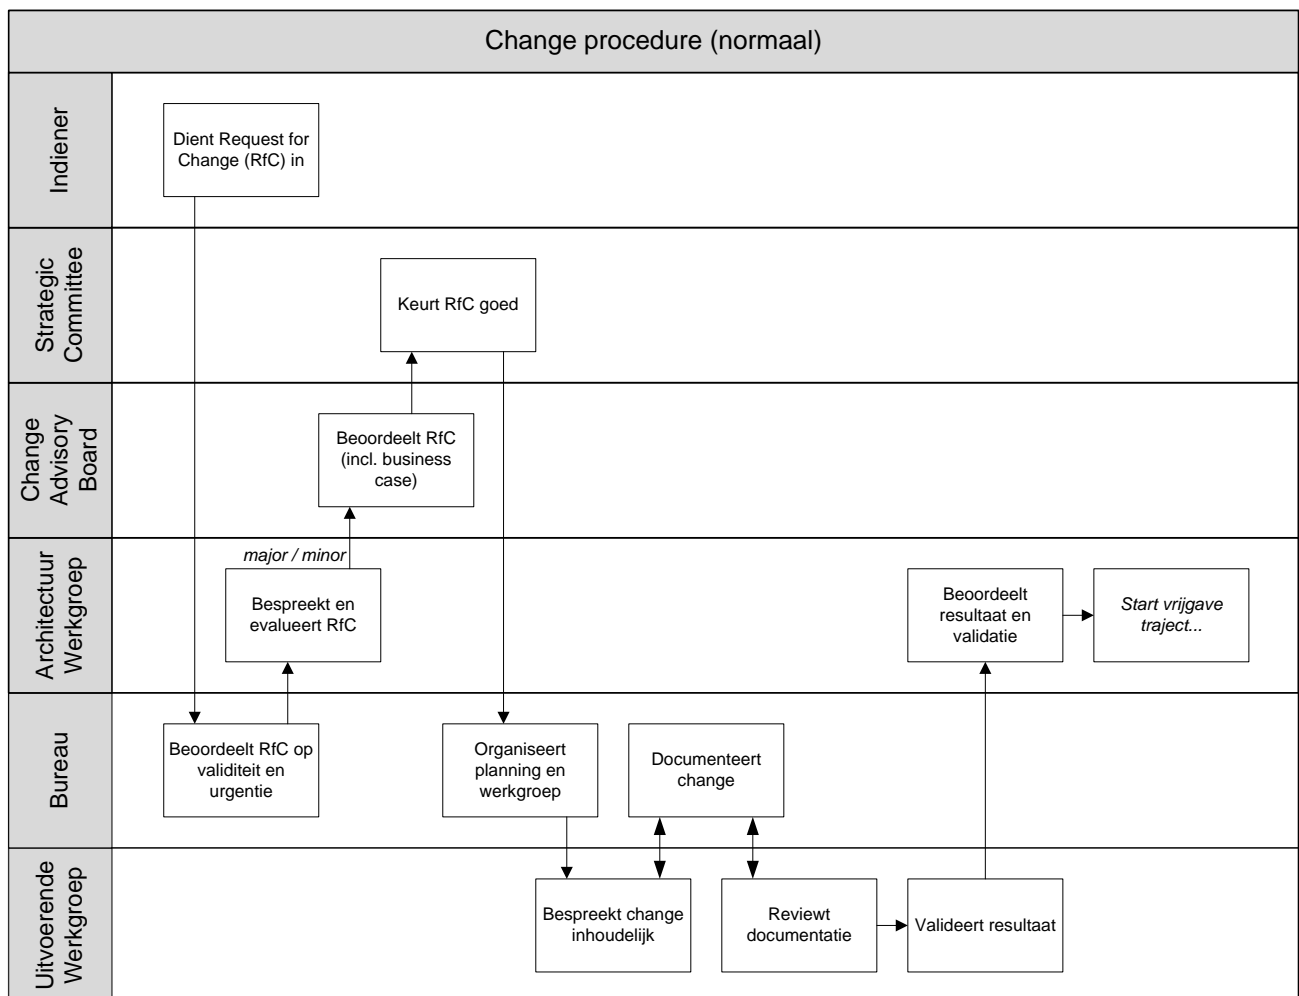 Change procedure (normaal)
Indiener
Dient Request for
Change (RfC) in
Strategic
Committee
Keurt RfC goed
Change
Advisory
Board
Beoordeelt RfC
(incl. business
case)
Architectuur
Werkgroep
major / minor
Bespreekt en
evalueert RfC
Beoordeelt
resultaat en
validatie
Start vrijgave
traject...
Bureau
Beoordeelt RfC op
validiteit en
urgentie
Organiseert
planning en
werkgroep
Documenteert
change
Uitvoerende
Werkgroep
Bespreekt change
inhoudelijk
Reviewt
documentatie
Valideert resultaat